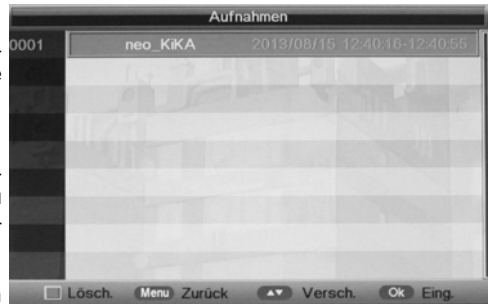 Aufnahmen
0001 neo_KiKA 2013/08/15 12:40:16-12:40:55
Lösch. Menu Zurück Versch. Ok Eing.